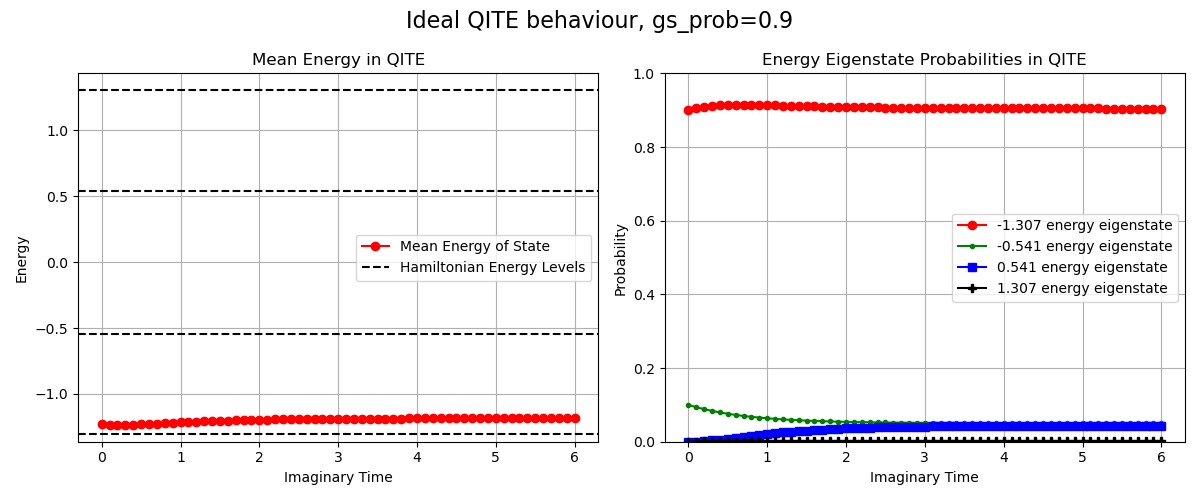 Ideal QITE behaviour, gs_prob=0.9
Mean Energy in QITE
Energy
1.0
0.5
0.0
−0.5
−1.0
Mean Energy of State
Hamiltonian Energy Levels
0 1 2 3 4 5 6
Imaginary Time
Energy Eigenstate Probabilities in QITE
Probability
1.0
0.8
0.6
0.4
0.2
0.0
-1.307 energy eigenstate
-0.541 energy eigenstate
0.541 energy eigenstate
1.307 energy eigenstate
0 1 2 3 4 5 6
Imaginary Time